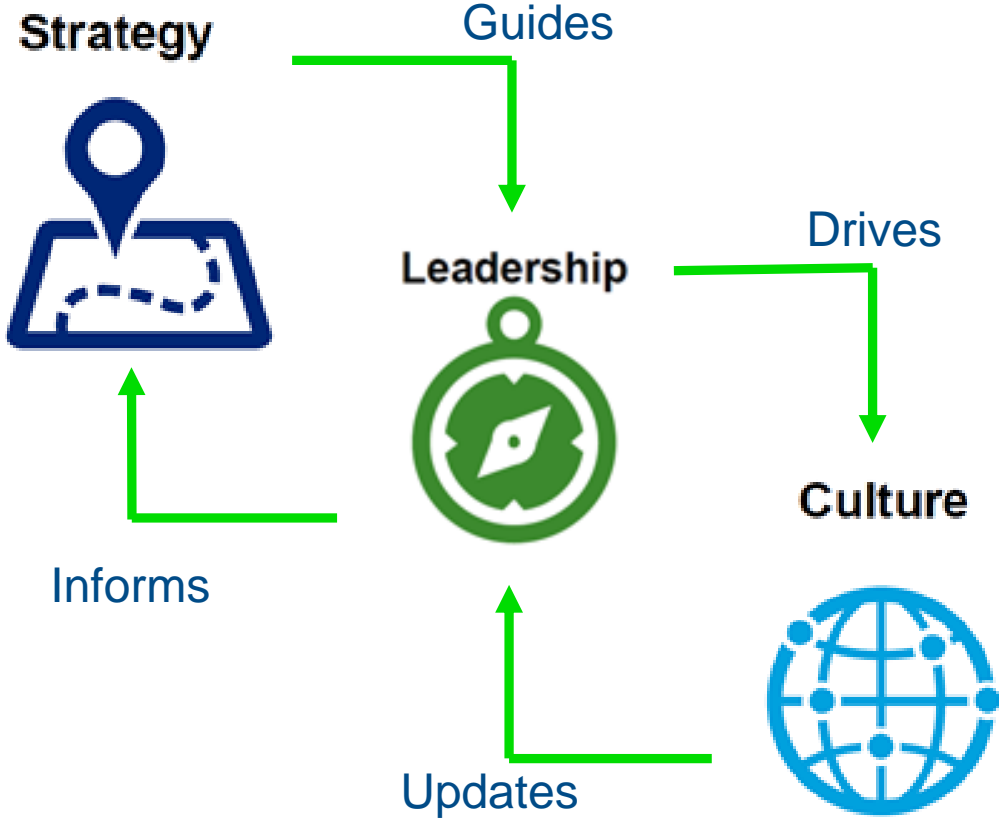 Guides
Strategy
Drives
Leadership
Culture
Informs
Updates